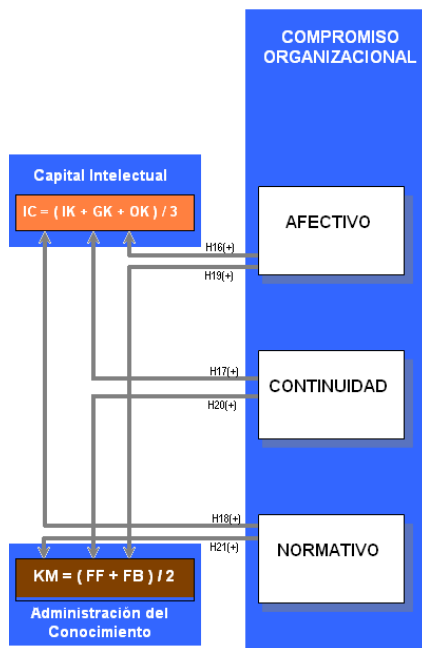 COMPROMISO
ORGANIZACIONAL
Capital Intelectual
IC = ( IK + GK + OK ) / 3
AFECTIVO
H16(+)
H19(+)
H17(+)
CONTINUIDAD
H20(+)
H18(+)
H21(+)
NORMATIVO
KM = ( FF + FB ) / 2
Administración del
Conocimiento